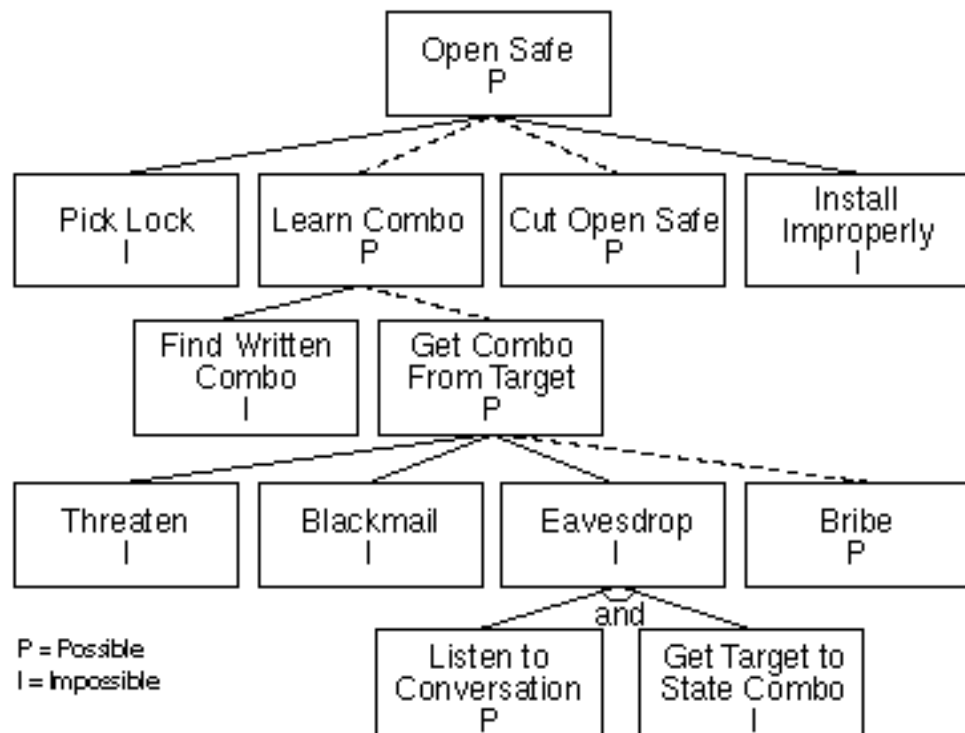 Open Safe
P
Pick Lock
I
Learn Combo
P
Cut Open Safe
P
Install
Improperly
I
Find Written
Combo
I
Get Combo
From Target
P
Threaten
I
Blackmail
I
Eavesdrop
I
Bribe
P
and
P = Possible
I = Impossible
Listen to
Conversation
P
Get Target to
State Combo
I